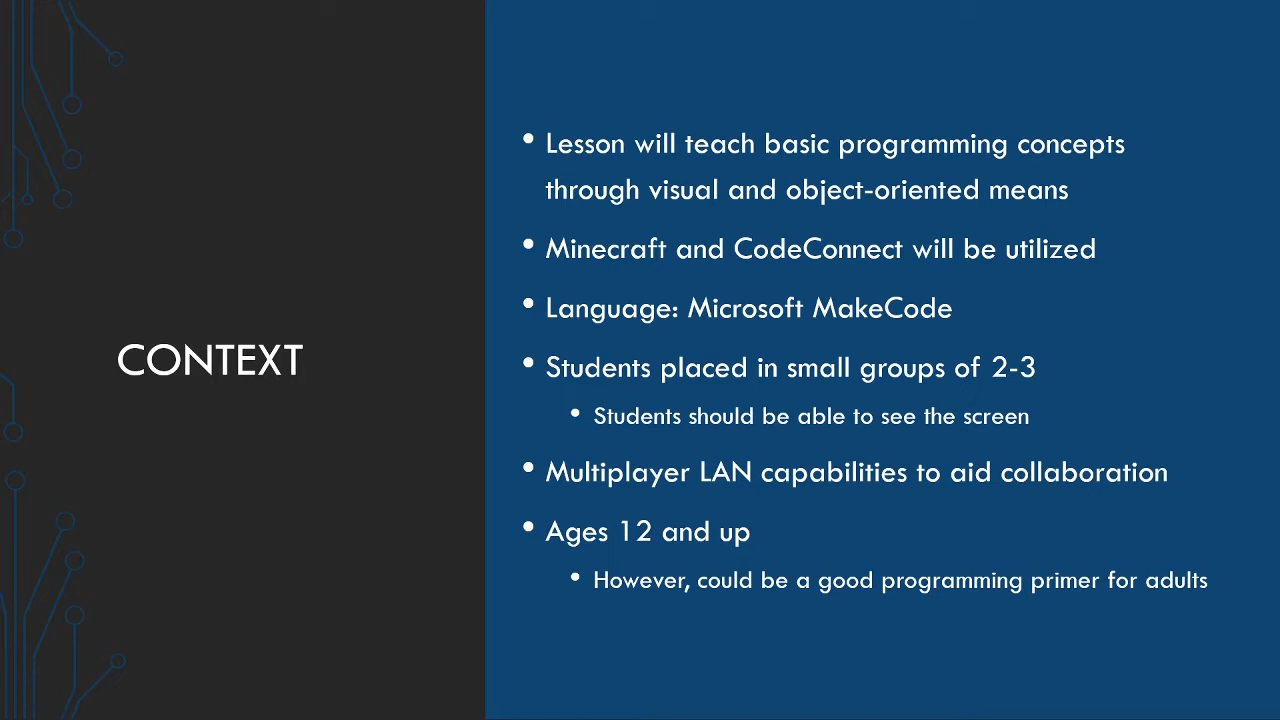 CONTEXT
• Lesson will teach basic programming concepts
through visual and object-oriented means
• Minecraft and CodeConnect will be utilized
• Language: Microsoft MakeCode
• Students placed in small groups of 2-3
• Students should be able to see the screen
• Multiplayer LAN capabilities to aid collaboration
• Ages 12 and up
• However, could be a good programming primer for adults